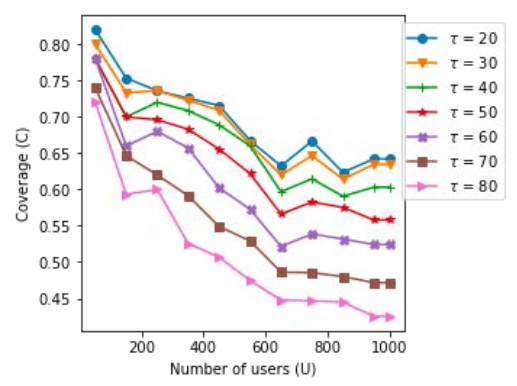 0.80
0.75
0.70
0.65
0.60
0.55
0.50
0.45
Coverage (C)
200 400 600 800 1000
Number of users (U)
τ = 20
τ = 30
τ = 40
τ = 50
τ = 60
τ = 70
τ = 80